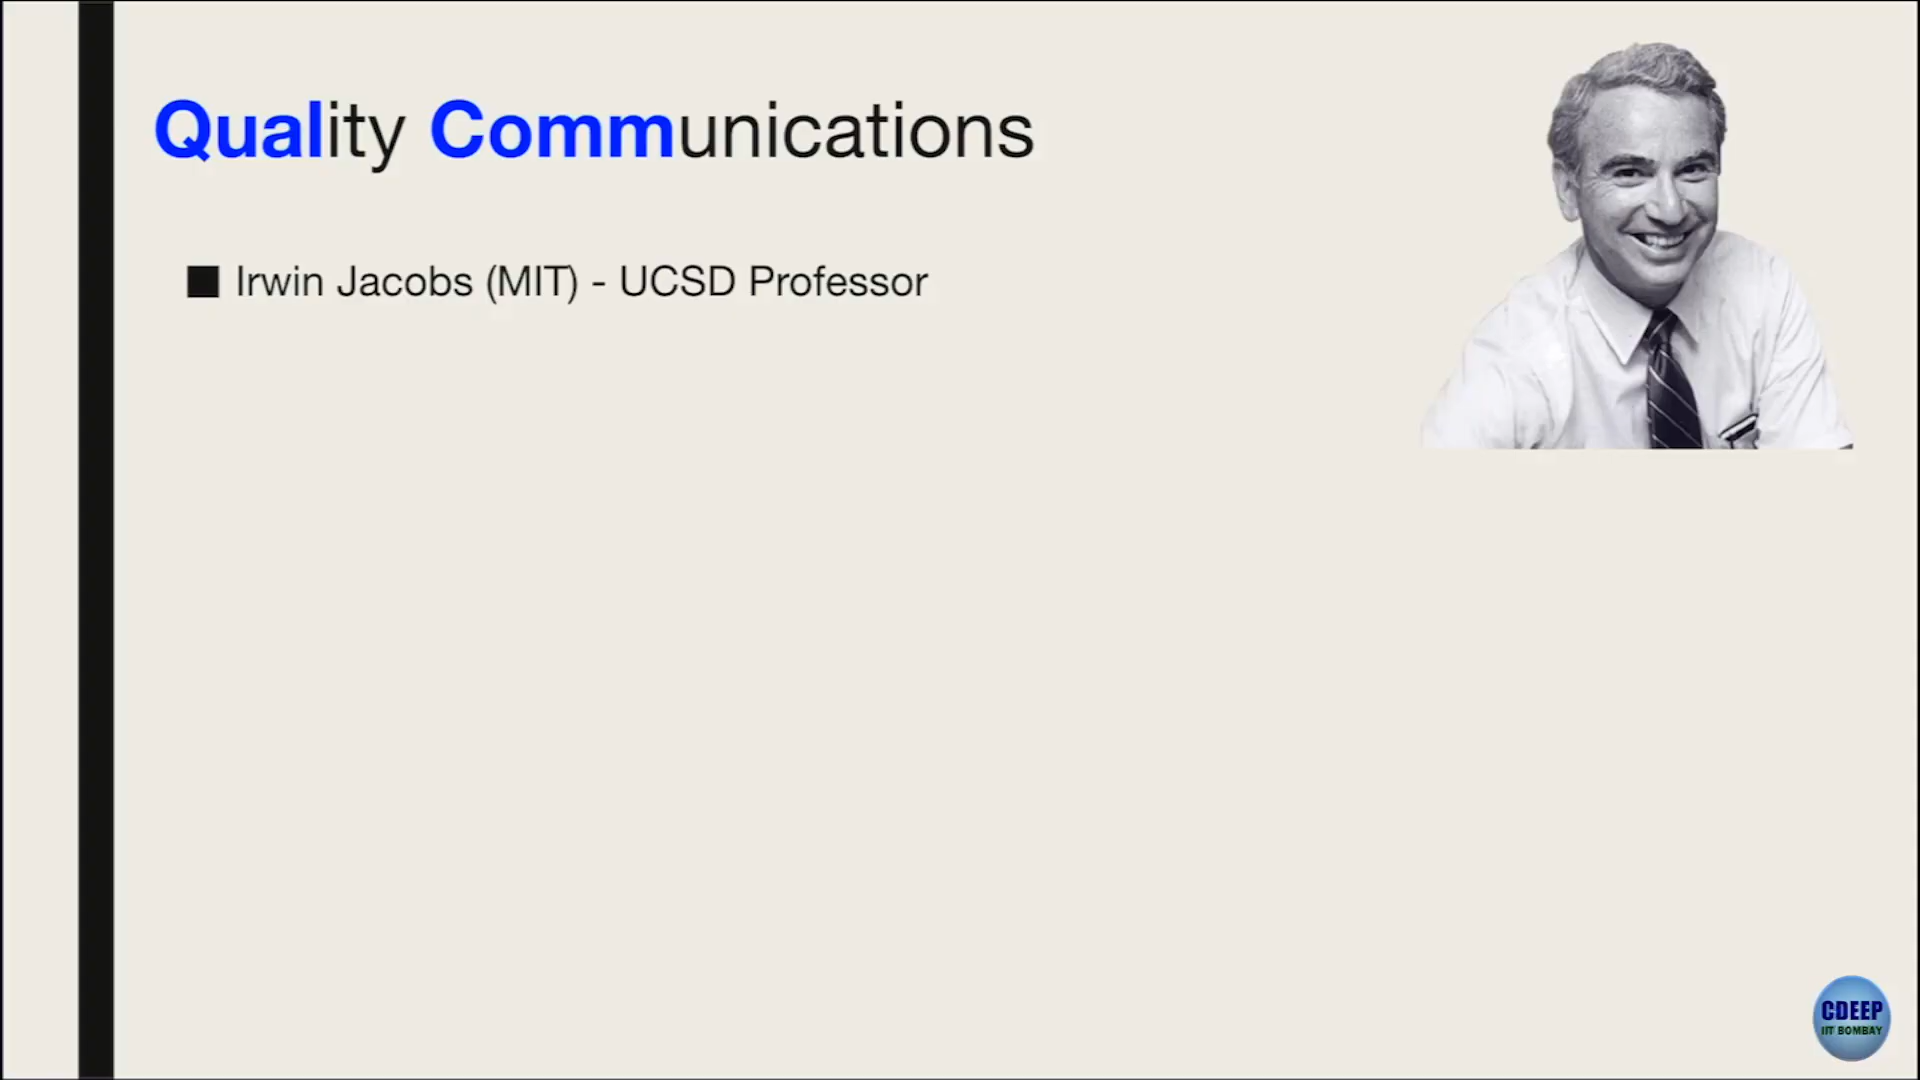 Quality Communications
Irwin Jacobs (MIT) - UCSD Professor
CDEEP
IIT BOMBAY